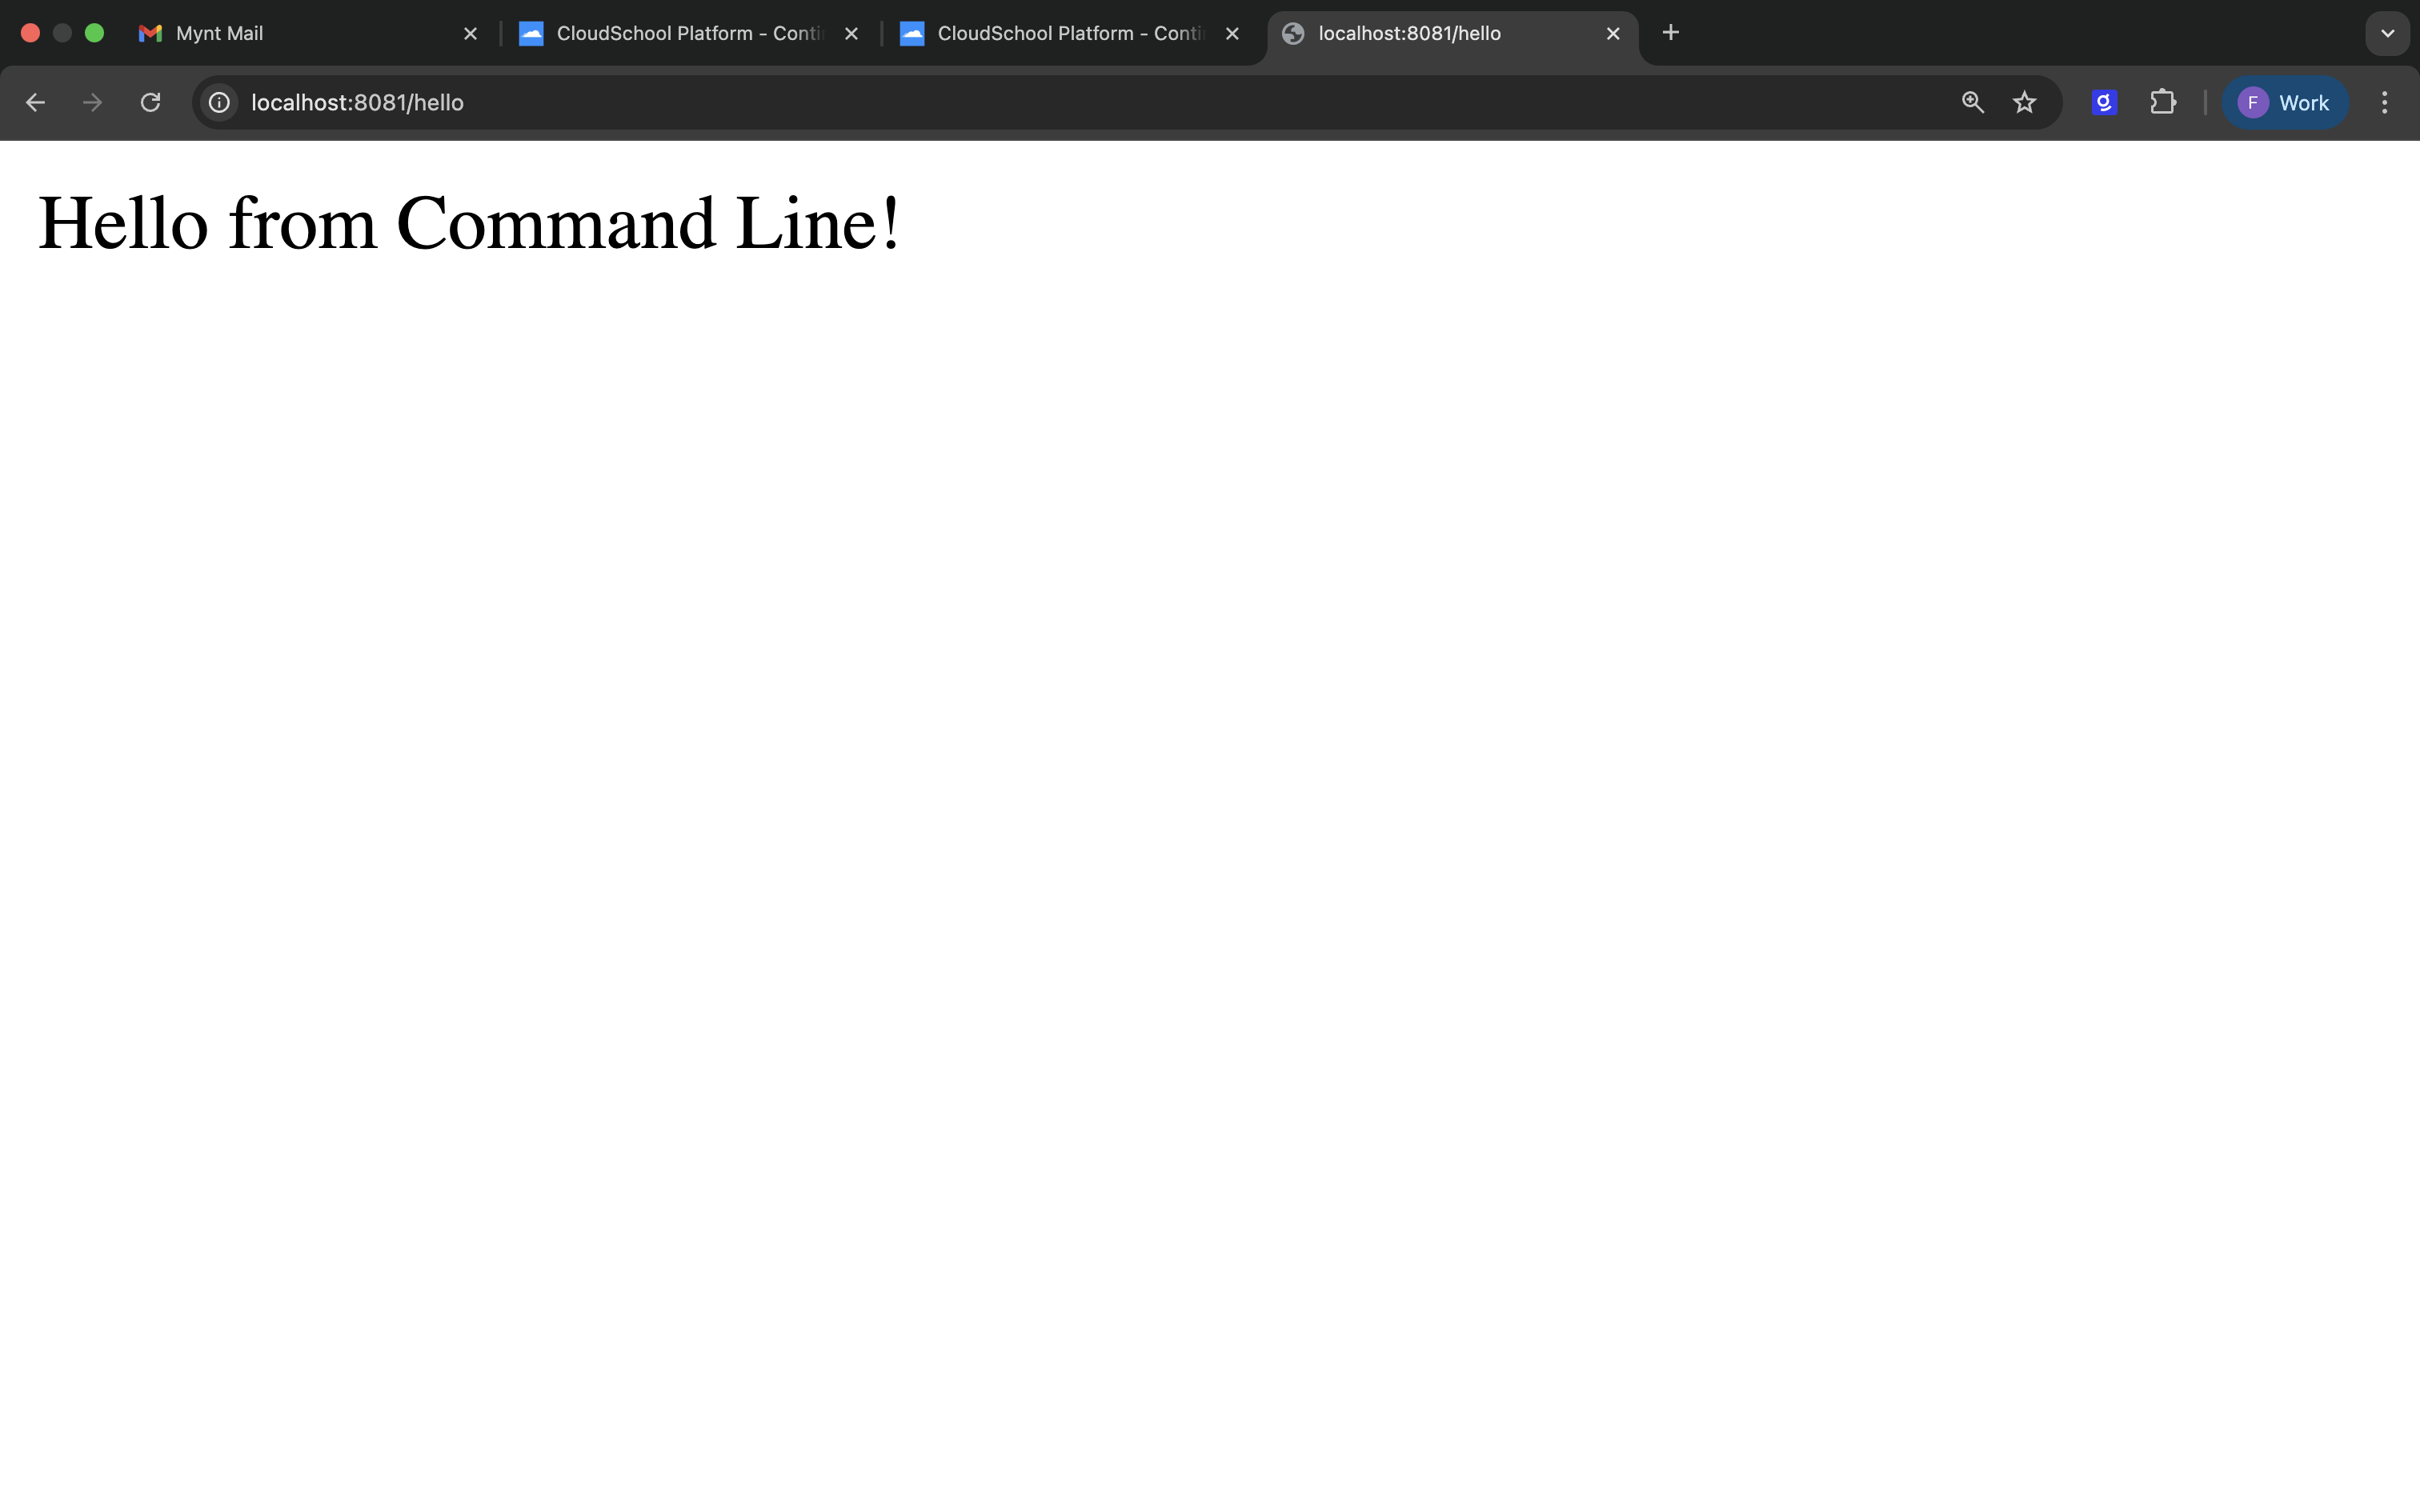 Mynt Mail
CloudSchool Platform - Conti
CloudSchool Platform - Conti
localhost:8081/hello
localhost:8081/hello
F
Work
Hello from Command Line!